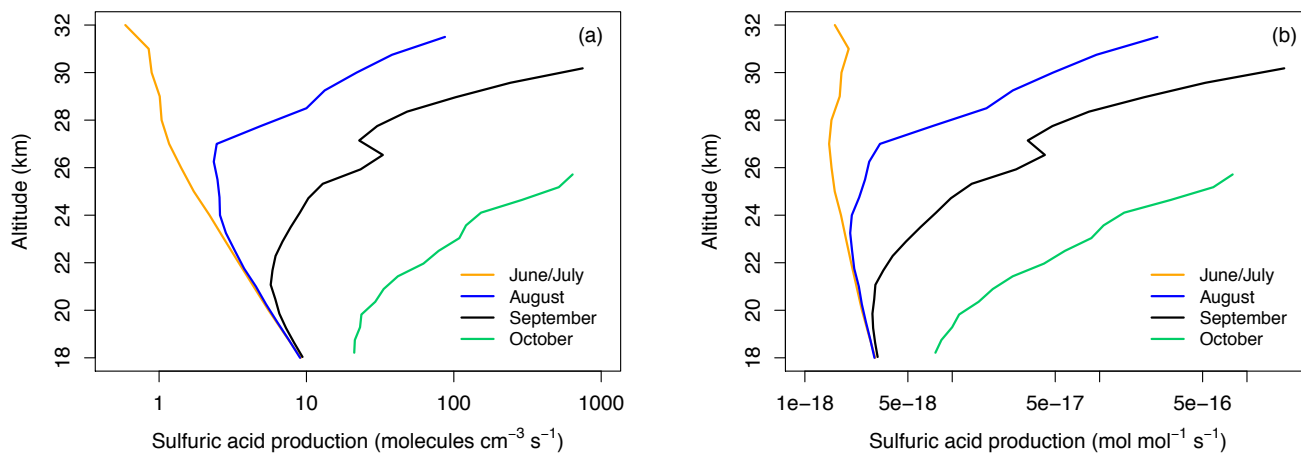 (a)
32
30
28
26
24
22
20
18
Altitude (km)
June/July
August
September
October
1 10 100 1000
Sulfuric acid production (molecules cm⁻³ s⁻¹)
(b)
32
30
28
26
24
22
20
18
Altitude (km)
June/July
August
September
October
1e−18 5e−18 5e−17 5e−16
Sulfuric acid production (mol mol⁻¹ s⁻¹)